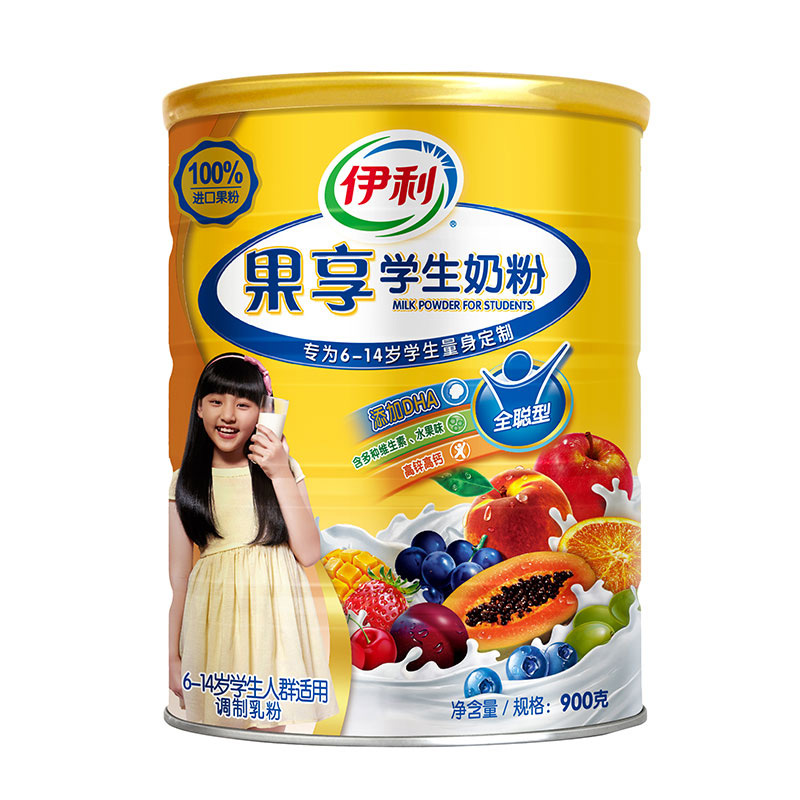 100%
进口果粉
伊利
®
果享学生奶粉
MILK POWDER FOR STUDENTS
专为6-14岁学生量身定制
添加DHA
含多种维生素、水果味
高锌高钙
全聪型
6-14岁学生人群适用
调制乳粉
净含量/规格：900克